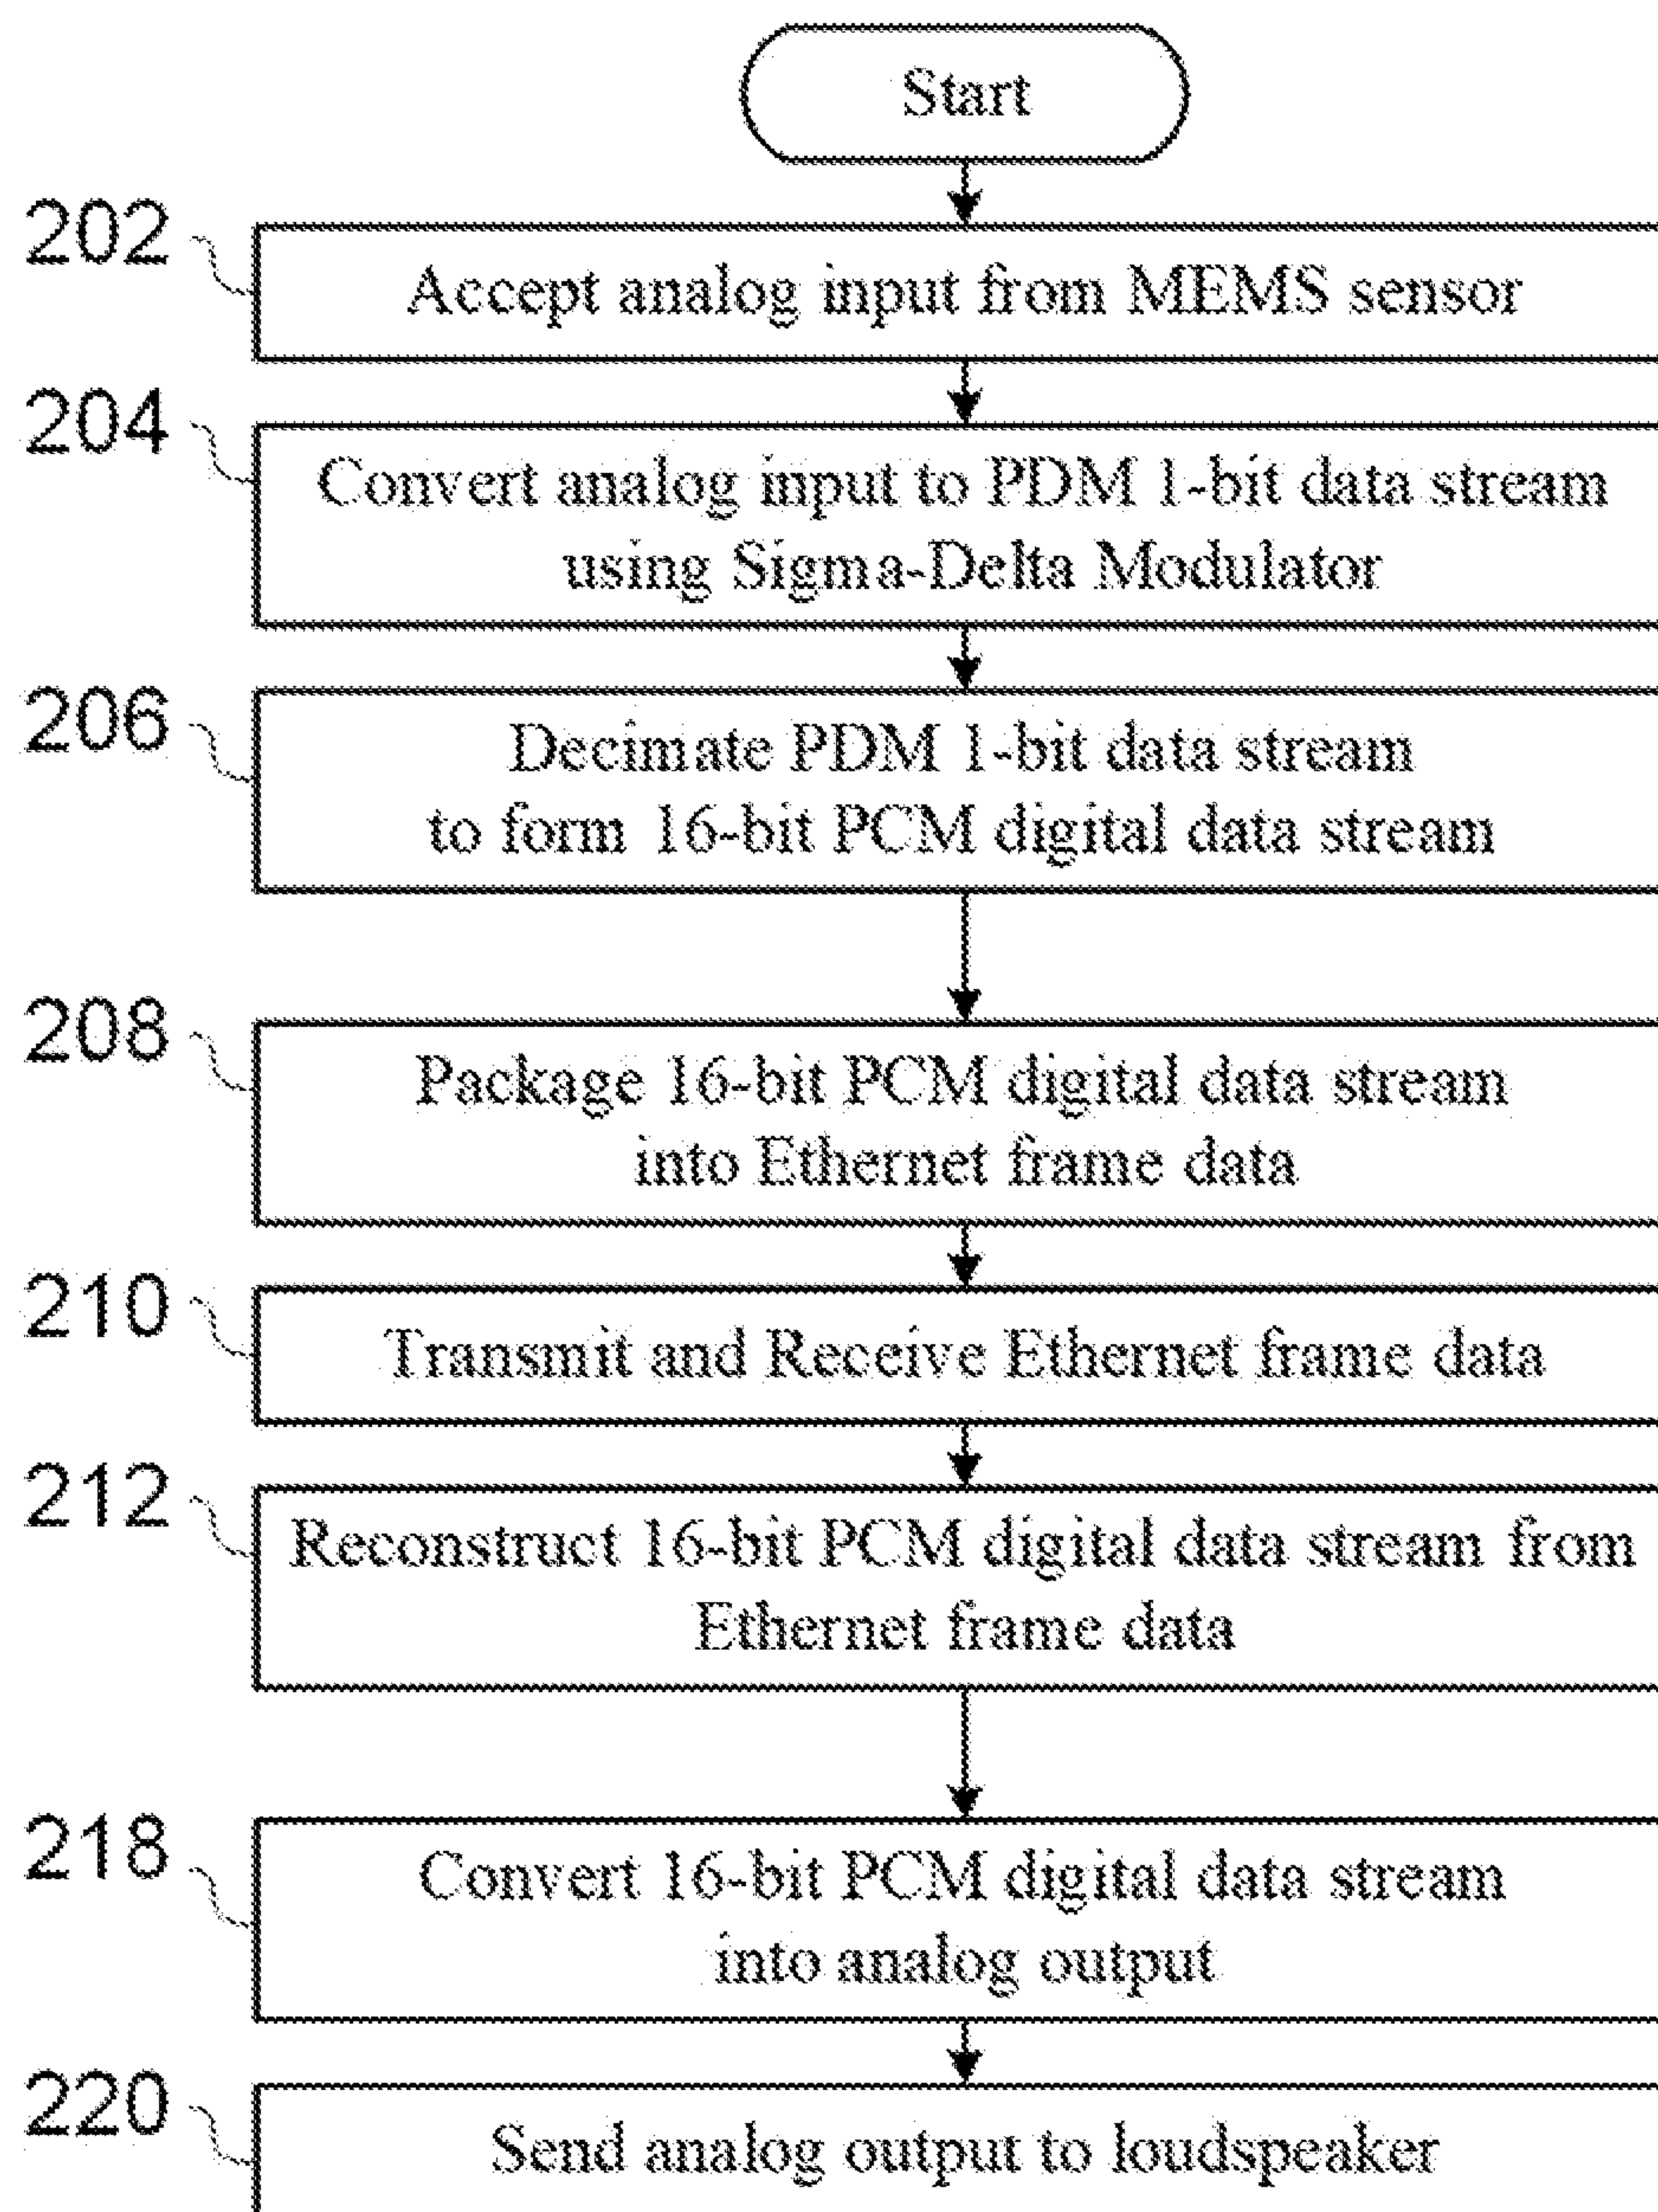 Start
202
Accept analog input from MEMS sensor
204
Convert analog input to PDM 1-bit data stream
using Sigma-Delta Modulator
206
Decimate PDM 1-bit data stream
to form 16-bit PCM digital data stream
208
Package 16-bit PCM digital data stream
into Ethernet frame data
210
Transmit and Receive Ethernet frame data
212
Reconstruct 16-bit PCM digital data stream from
Ethernet frame data
218
Convert 16-bit PCM digital data stream
into analog output
220
Send analog output to loudspeaker